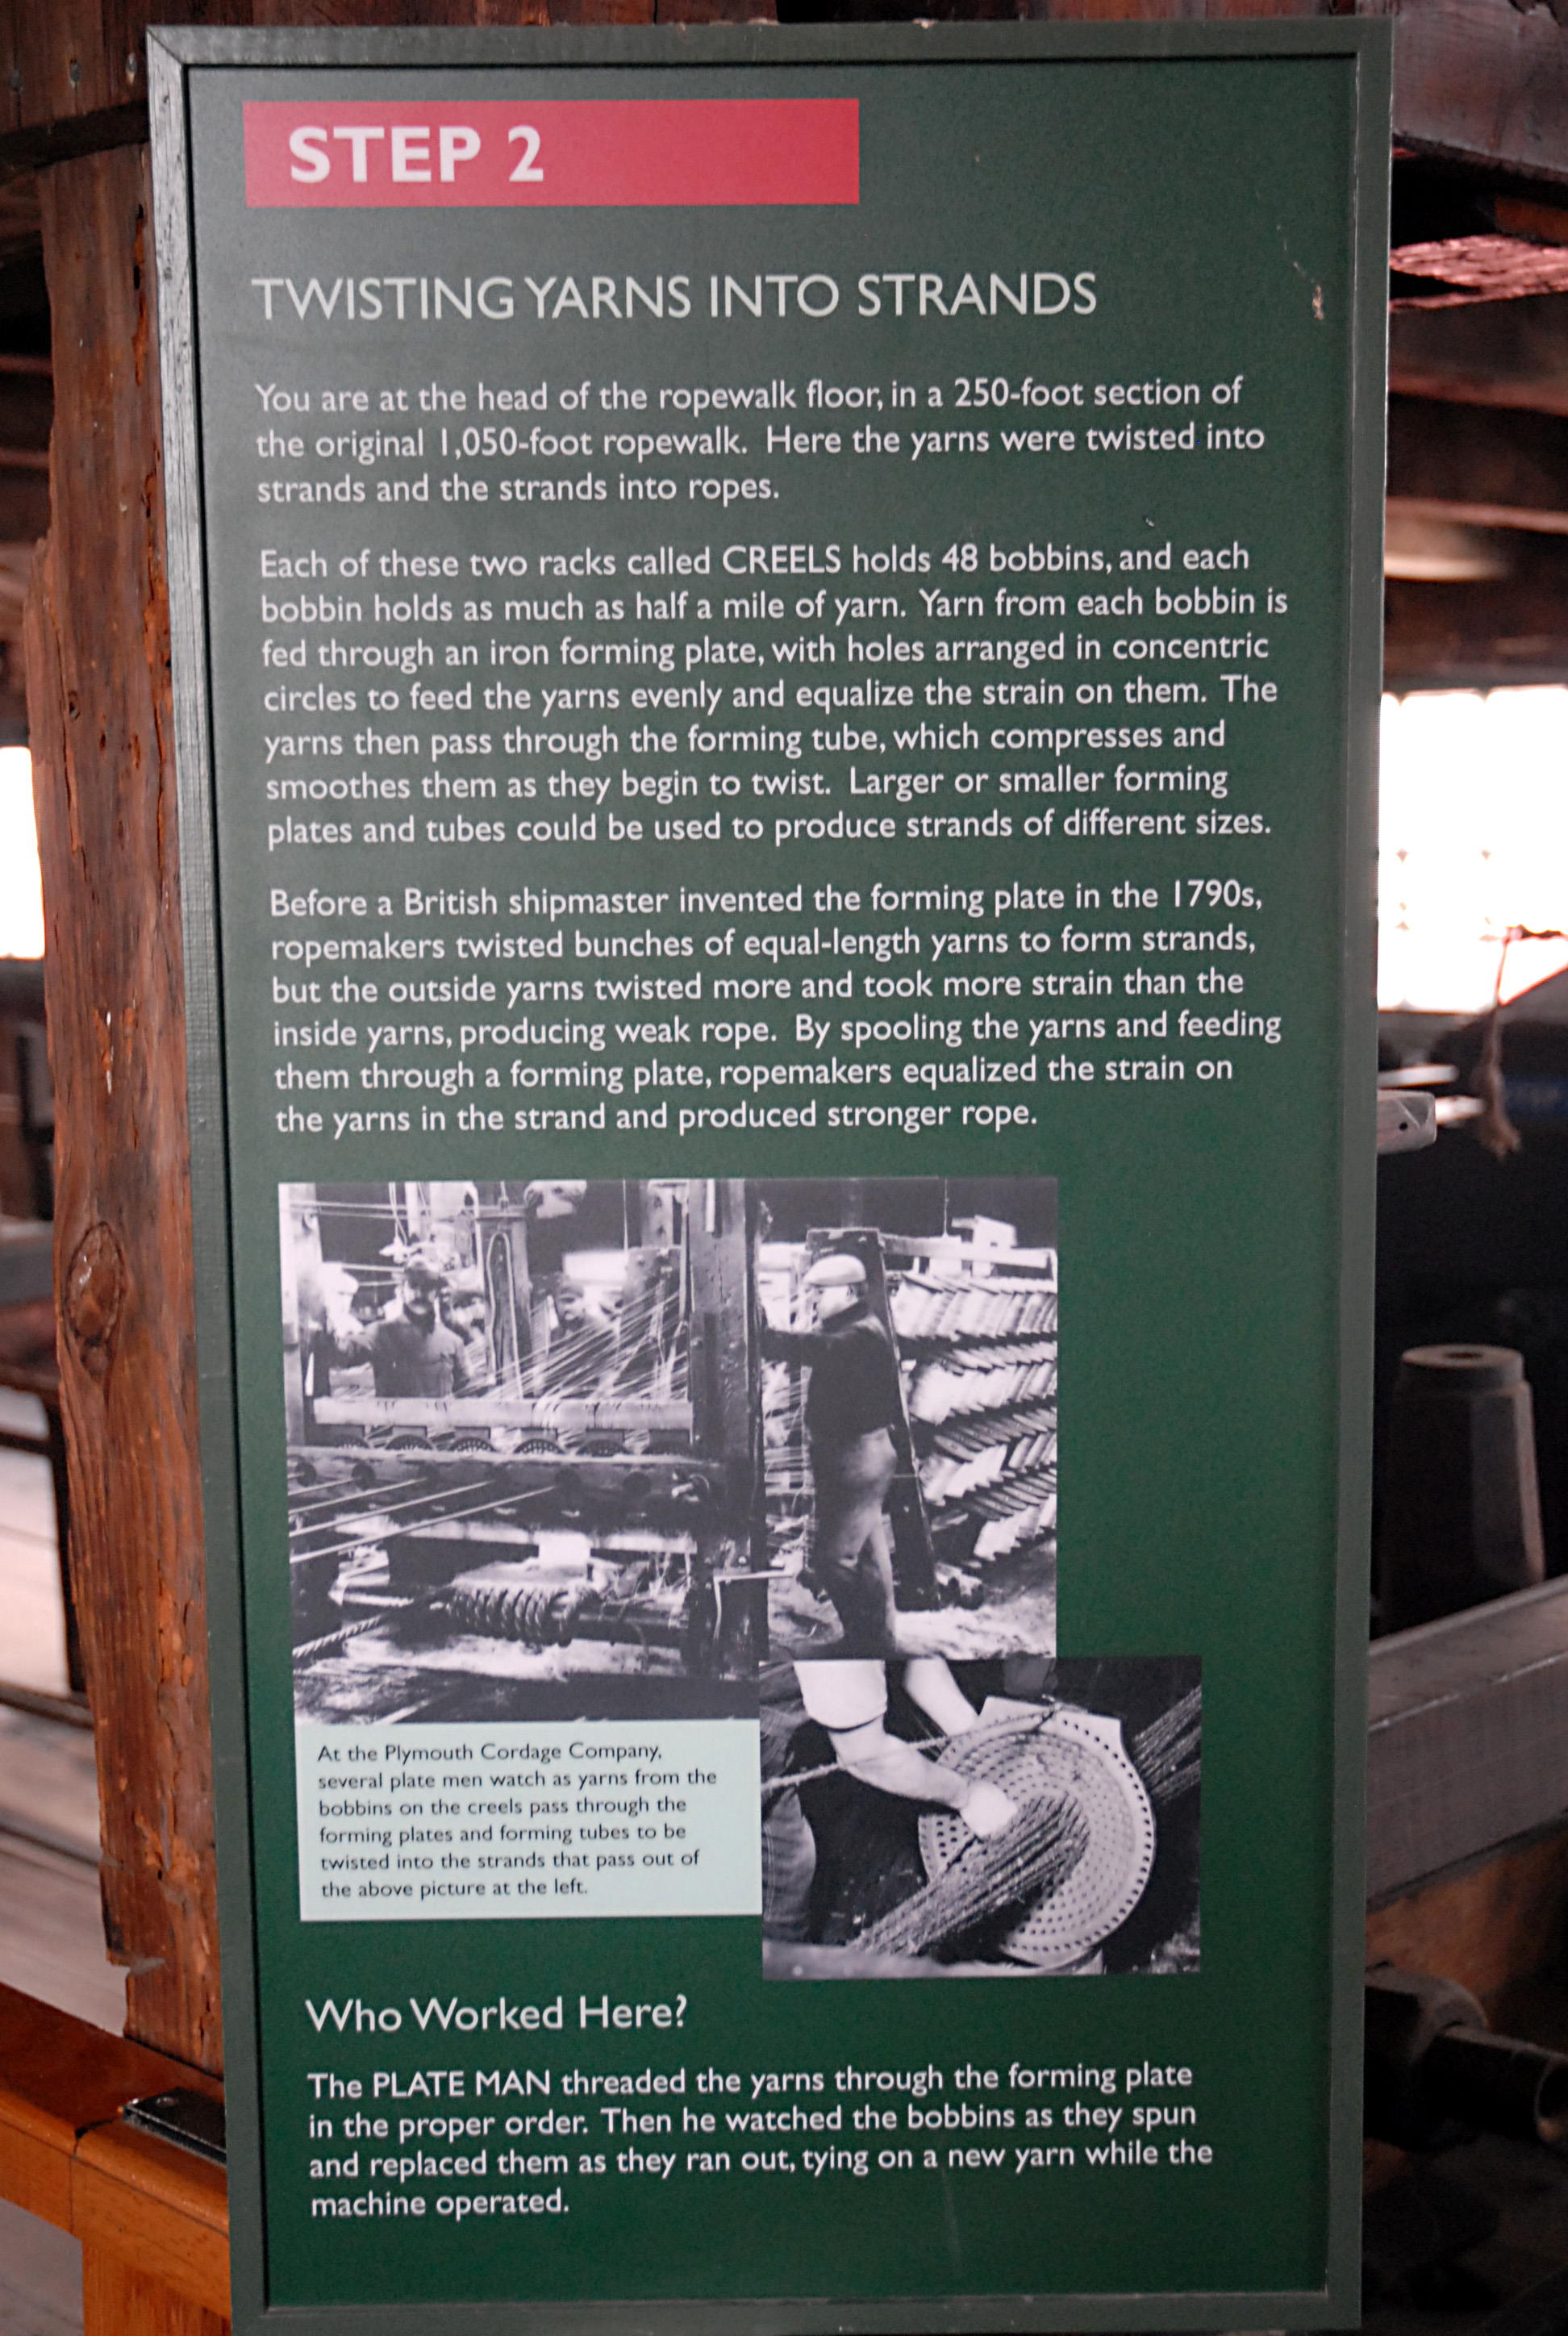 STEP 2
TWISTING YARNS INTO STRANDS
You are at the head of the ropewalk floor, in a 250-foot section of
the original 1,050-foot ropewalk. Here the yarns were twisted into
strands and the strands into ropes.
Each of these two racks called CREELS holds 48 bobbins, and each
bobbin holds as much as half a mile of yarn. Yarn from each bobbin is
fed through an iron forming plate, with holes arranged in concentric
circles to feed the yarns evenly and equalize the strain on them. The
yarns then pass through the forming tube, which compresses and
smoothes them as they begin to twist. Larger or smaller forming
plates and tubes could be used to produce strands of different sizes.
Before a British shipmaster invented the forming plate in the 1790s,
ropemakers twisted bunches of equal-length yarns to form strands,
but the outside yarns twisted more and took more strain than the
inside yarns, producing weak rope. By spooling the yarns and feeding
them through a forming plate, ropemakers equalized the strain on
the yarns in the strand and produced stronger rope.
At the Plymouth Cordage Company,
several plate men watch as yarns from the
bobbins on the creels pass through the
forming plates and forming tubes to be
twisted into the strands that pass out of
the above picture at the left.
Who Worked Here?
The PLATE MAN threaded the yarns through the forming plate
in the proper order. Then he watched the bobbins as they spun
and replaced them as they ran out, tying on a new yarn while the
machine operated.